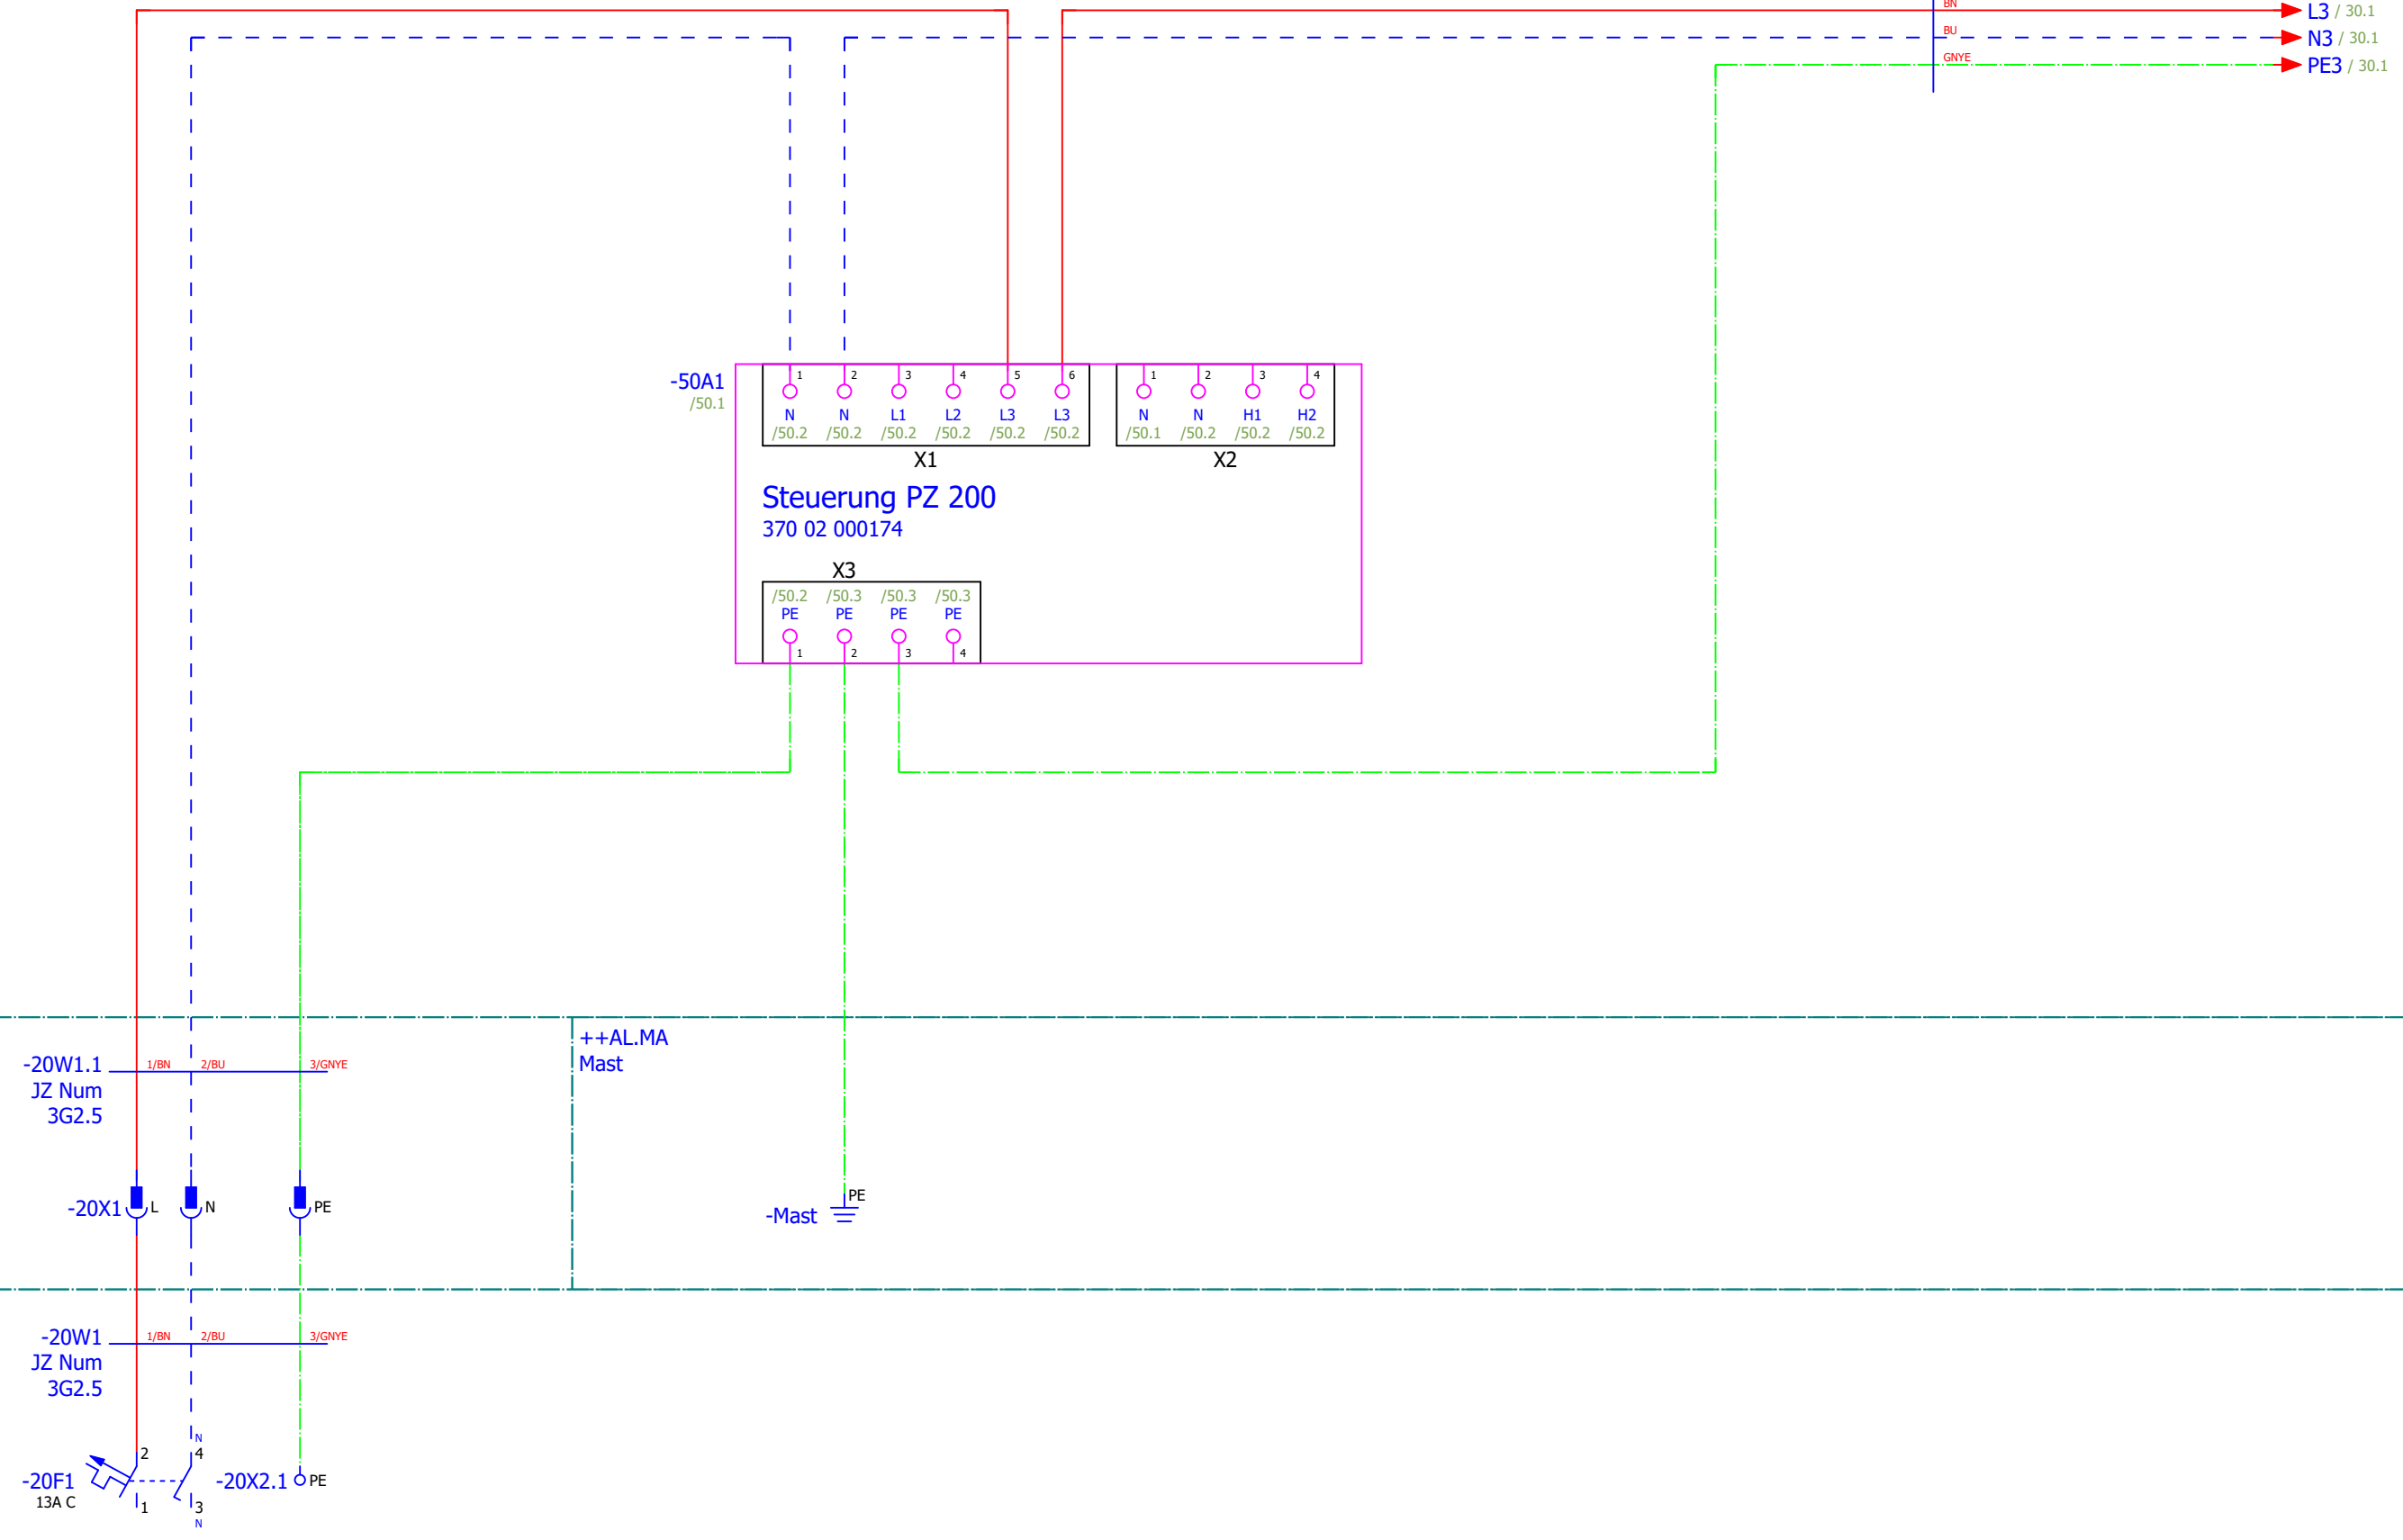 BN
L3 / 30.1
BU
N3 / 30.1
GNYE
PE3 / 30.1
-50A1
/50.1
1 2 3 4 5 6
N N L1 L2 L3 L3
/50.2 /50.2 /50.2 /50.2 /50.2 /50.2
X1
1 2 3 4
N N H1 H2
/50.1 /50.2 /50.2 /50.2
X2
Steuerung PZ 200
370 02 000174
X3
/50.2 /50.3 /50.3 /50.3
PE PE PE PE
1 2 3 4
++AL.MA
Mast
-20W1.1
JZ Num
3G2.5
1/BN 2/BU 3/GNYE
-20X1 L N PE
-Mast PE
-20W1
JZ Num
3G2.5
1/BN 2/BU 3/GNYE
N
2 4
-20F1
13A C
-20X2.1 PE
1 3
N